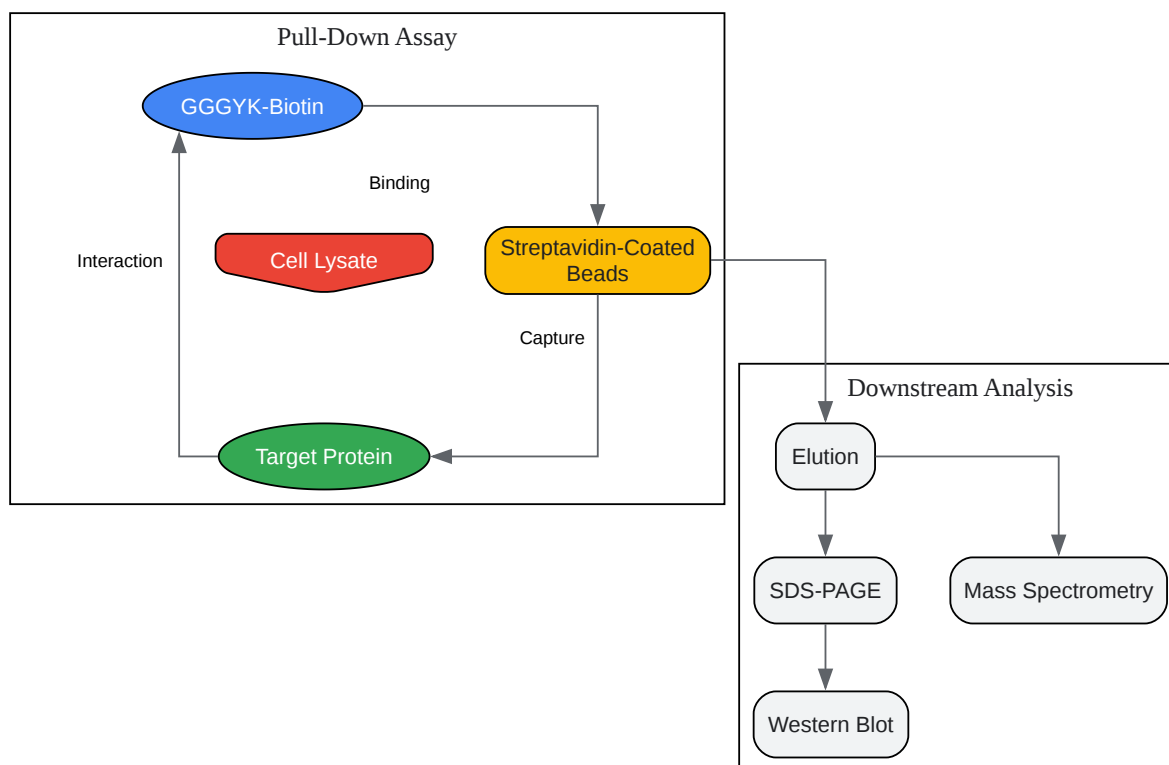 Pull-Down Assay
GGGYK-Biotin
Binding
Interaction
Cell Lysate
Streptavidin-Coated
Beads
Capture
Target Protein
Downstream Analysis
Elution
SDS-PAGE
Mass Spectrometry
Western Blot